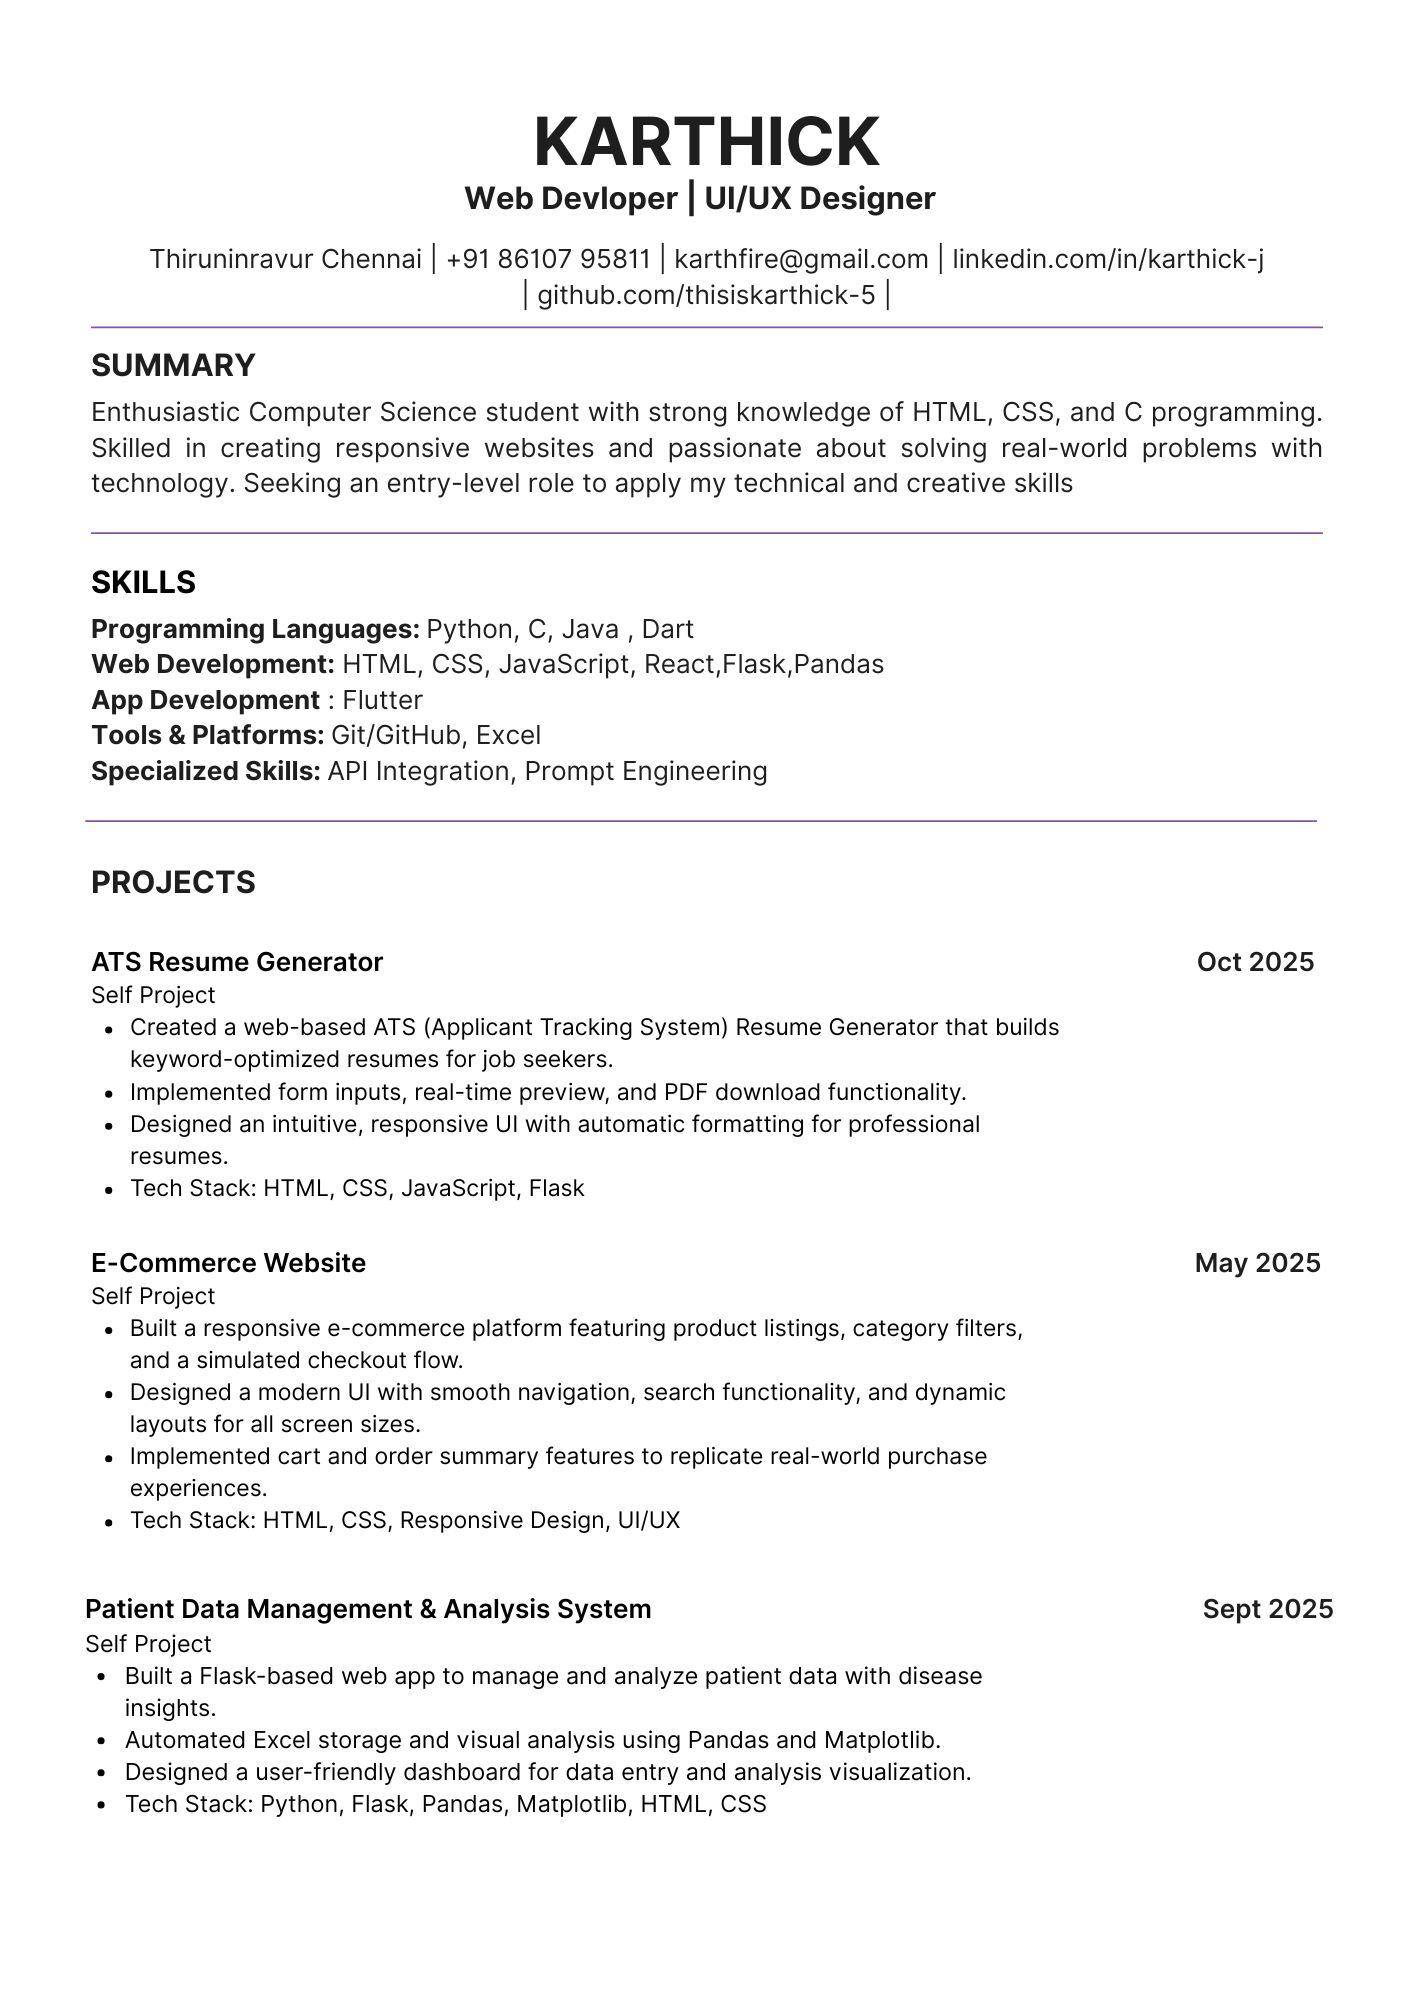 KARTHICK
Web Devloper | UI/UX Designer
Thiruninravur Chennai | +91 86107 95811 | karthfire@gmail.com | linkedin.com/in/karthick-j
| github.com/thisiskarthick-5 |
SUMMARY
Enthusiastic Computer Science student with strong knowledge of HTML, CSS, and C programming.
Skilled in creating responsive websites and passionate about solving real-world problems with
technology. Seeking an entry-level role to apply my technical and creative skills
SKILLS
Programming Languages: Python, C, Java , Dart
Web Development: HTML, CSS, JavaScript, React,Flask,Pandas
App Development : Flutter
Tools & Platforms: Git/GitHub, Excel
Specialized Skills: API Integration, Prompt Engineering
PROJECTS
ATS Resume Generator Oct 2025
Self Project
• Created a web-based ATS (Applicant Tracking System) Resume Generator that builds
keyword-optimized resumes for job seekers.
• Implemented form inputs, real-time preview, and PDF download functionality.
• Designed an intuitive, responsive UI with automatic formatting for professional
resumes.
• Tech Stack: HTML, CSS, JavaScript, Flask
E-Commerce Website May 2025
Self Project
• Built a responsive e-commerce platform featuring product listings, category filters,
and a simulated checkout flow.
• Designed a modern UI with smooth navigation, search functionality, and dynamic
layouts for all screen sizes.
• Implemented cart and order summary features to replicate real-world purchase
experiences.
• Tech Stack: HTML, CSS, Responsive Design, UI/UX
Patient Data Management & Analysis System Sept 2025
Self Project
• Built a Flask-based web app to manage and analyze patient data with disease
insights.
• Automated Excel storage and visual analysis using Pandas and Matplotlib.
• Designed a user-friendly dashboard for data entry and analysis visualization.
• Tech Stack: Python, Flask, Pandas, Matplotlib, HTML, CSS